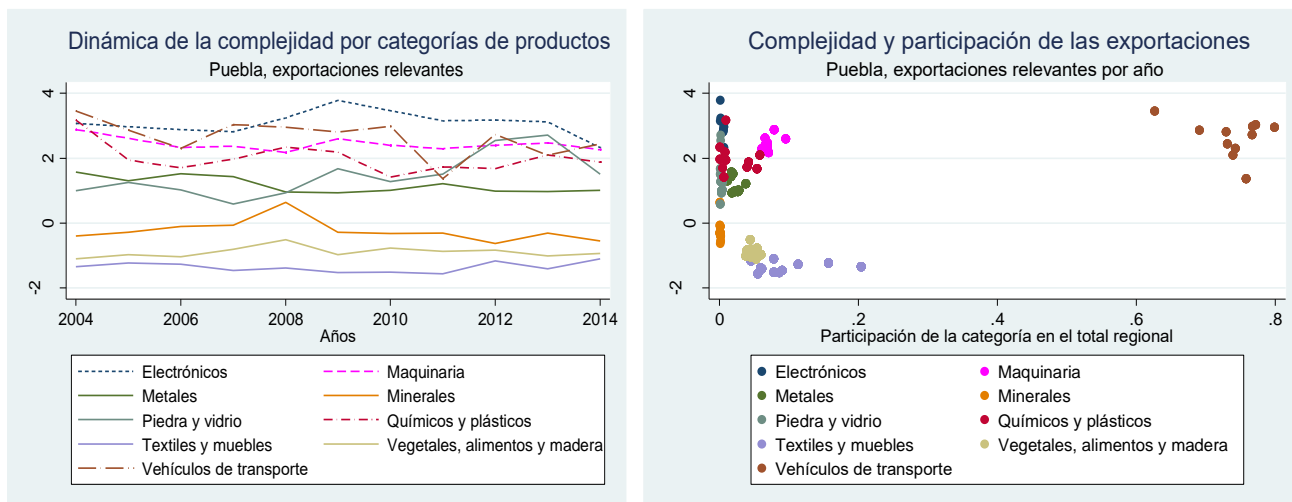 Dinámica de la complejidad por categorías de productos
Puebla, exportaciones relevantes
4
2
0
-2
2004 2006 2008 2010 2012 2014
Años
Electrónicos Maquinaria
Metales Minerales
Piedra y vidrio Químicos y plásticos
Textiles y muebles Vegetales, alimentos y madera
Vehículos de transporte
Complejidad y participación de las exportaciones
Puebla, exportaciones relevantes por año
4
2
0
-2
0 .2 .4 .6 .8
Participación de la categoría en el total regional
Electrónicos Maquinaria
Metales Minerales
Piedra y vidrio Químicos y plásticos
Textiles y muebles Vegetales, alimentos y madera
Vehículos de transporte